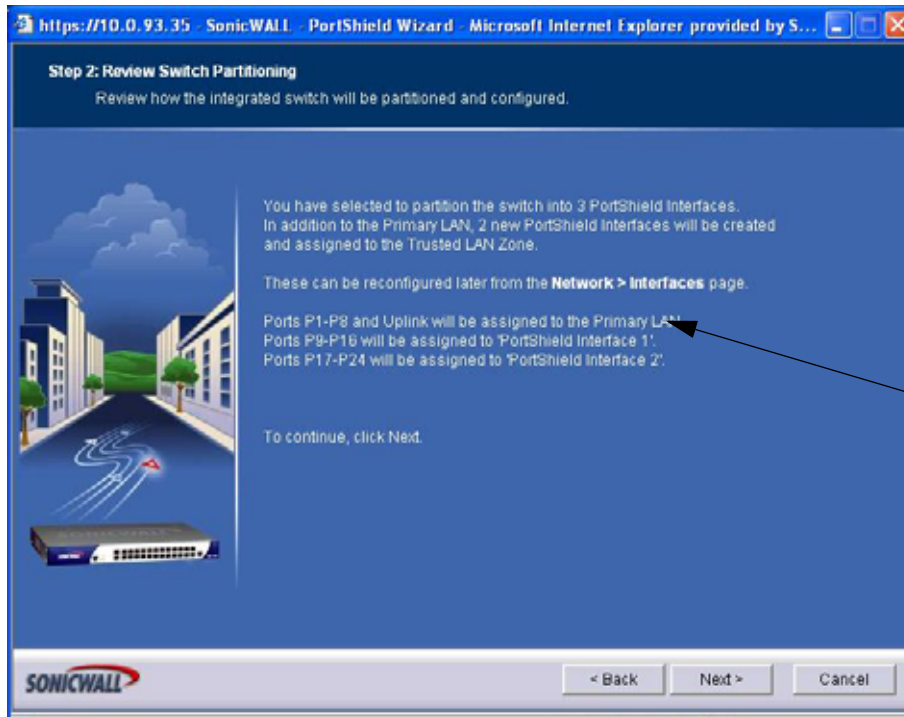 https://10.0.93.35 - SonicWALL - PortShield Wizard - Microsoft Internet Explorer provided by S...
Step 2: Review Switch Partitioning
Review how the integrated switch will be partitioned and configured.
You have selected to partition the switch into 3 PortShield Interfaces.
In addition to the Primary LAN, 2 new PortShield Interfaces will be created
and assigned to the Trusted LAN Zone.
These can be reconfigured later from the Network > Interfaces page.
Ports P1-P8 and Uplink will be assigned to the Primary LAN.
Ports P9-P16 will be assigned to 'PortShield Interface 1'.
Ports P17-P24 will be assigned to 'PortShield Interface 2'.
To continue, click Next.
SONICWALL
< Back
Next >
Cancel